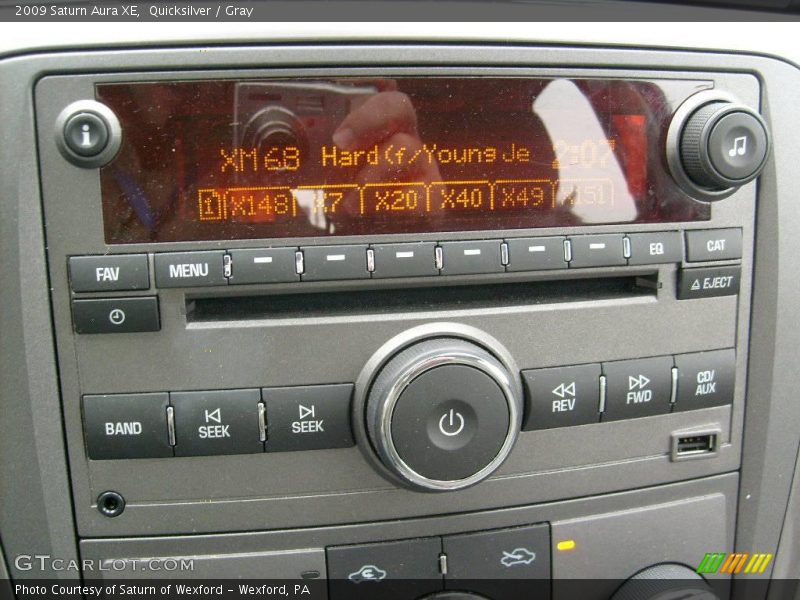 2009 Saturn Aura XE, Quicksilver / Gray
XM68 Hard(f/Young Je 2:07
1 X148 X7 X20 X40 X49 X151
FAV MENU EQ CAT
EJECT
BAND SEEK SEEK REV FWD CD/AUX
GTCARLOT.COM
Photo Courtesy of Saturn of Wexford - Wexford, PA